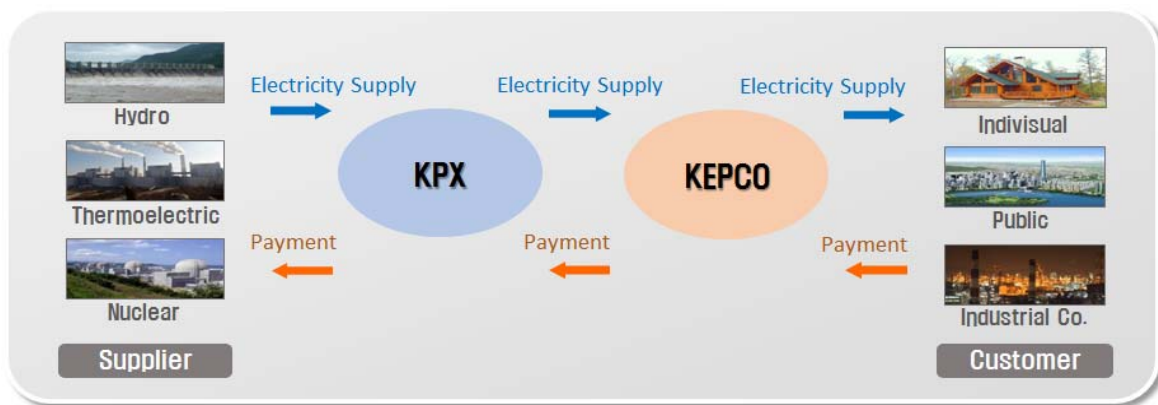 Electricity Supply
Electricity Supply
Electricity Supply
Hydro
Indivisual
KPX
KEPCO
Thermoelectric
Public
Payment
Payment
Payment
Nuclear
Industrial Co.
Supplier
Customer